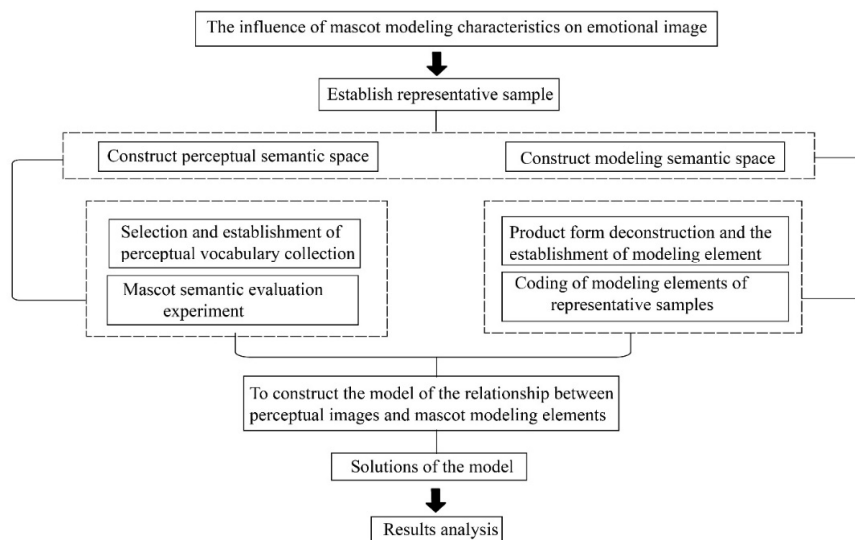 The influence of mascot modeling characteristics on emotional image
Establish representative sample
Construct perceptual semantic space
Construct modeling semantic space
Selection and establishment of
perceptual vocabulary collection
Mascot semantic evaluation
experiment
Product form deconstruction and the
establishment of modeling element
Coding of modeling elements of
representative samples
To construct the model of the relationship between
perceptual images and mascot modeling elements
Solutions of the model
Results analysis